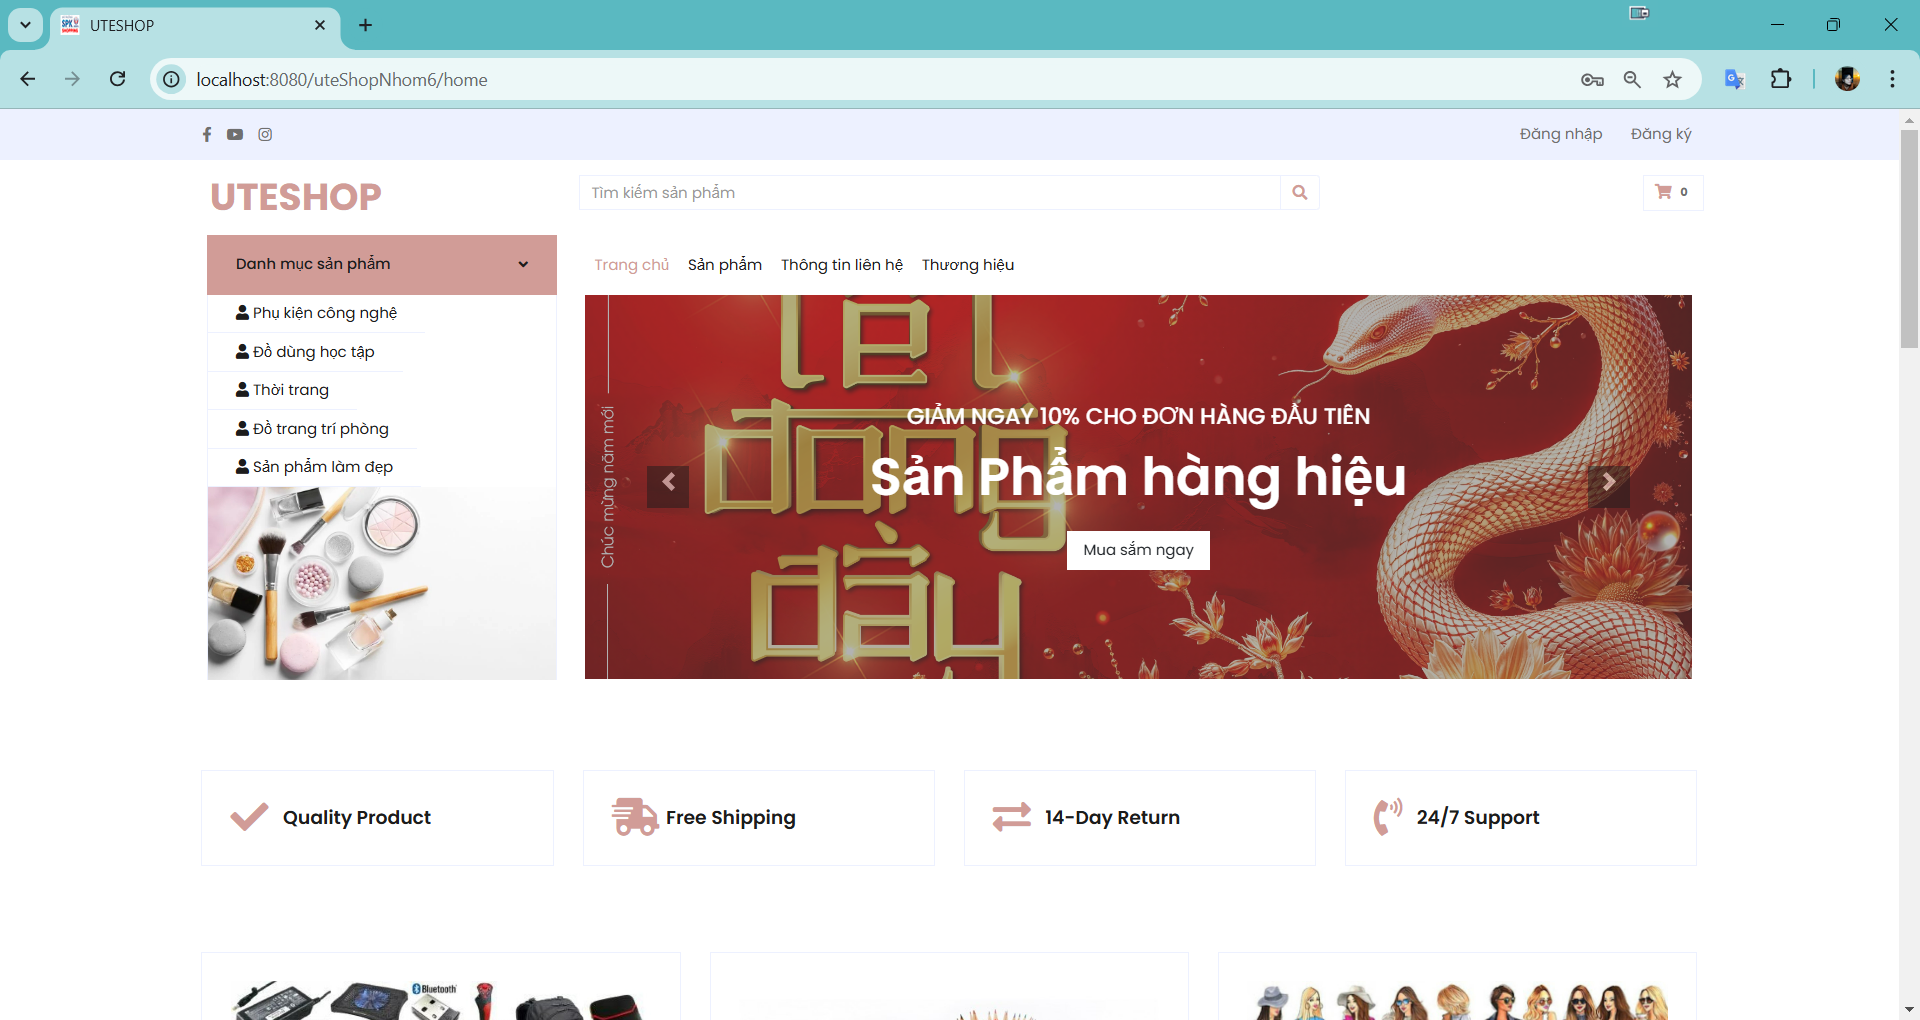 SPK
SHOPPING
UTESHOP
localhost:8080/uteShopNhom6/home
Đăng nhập Đăng ký
UTESHOP
Tìm kiếm sản phẩm
0
Danh mục sản phẩm
Trang chủ Sản phẩm Thông tin liên hệ Thương hiệu
Phụ kiện công nghệ
Đồ dùng học tập
Thời trang
Đồ trang trí phòng
Sản phẩm làm đẹp
Chúc mừng năm mới
tết
đong
đầy
GIẢM NGAY 10% CHO ĐƠN HÀNG ĐẦU TIÊN
Sản Phẩm hàng hiệu
Mua sắm ngay
Quality Product
Free Shipping
14-Day Return
24/7 Support
Bluetooth